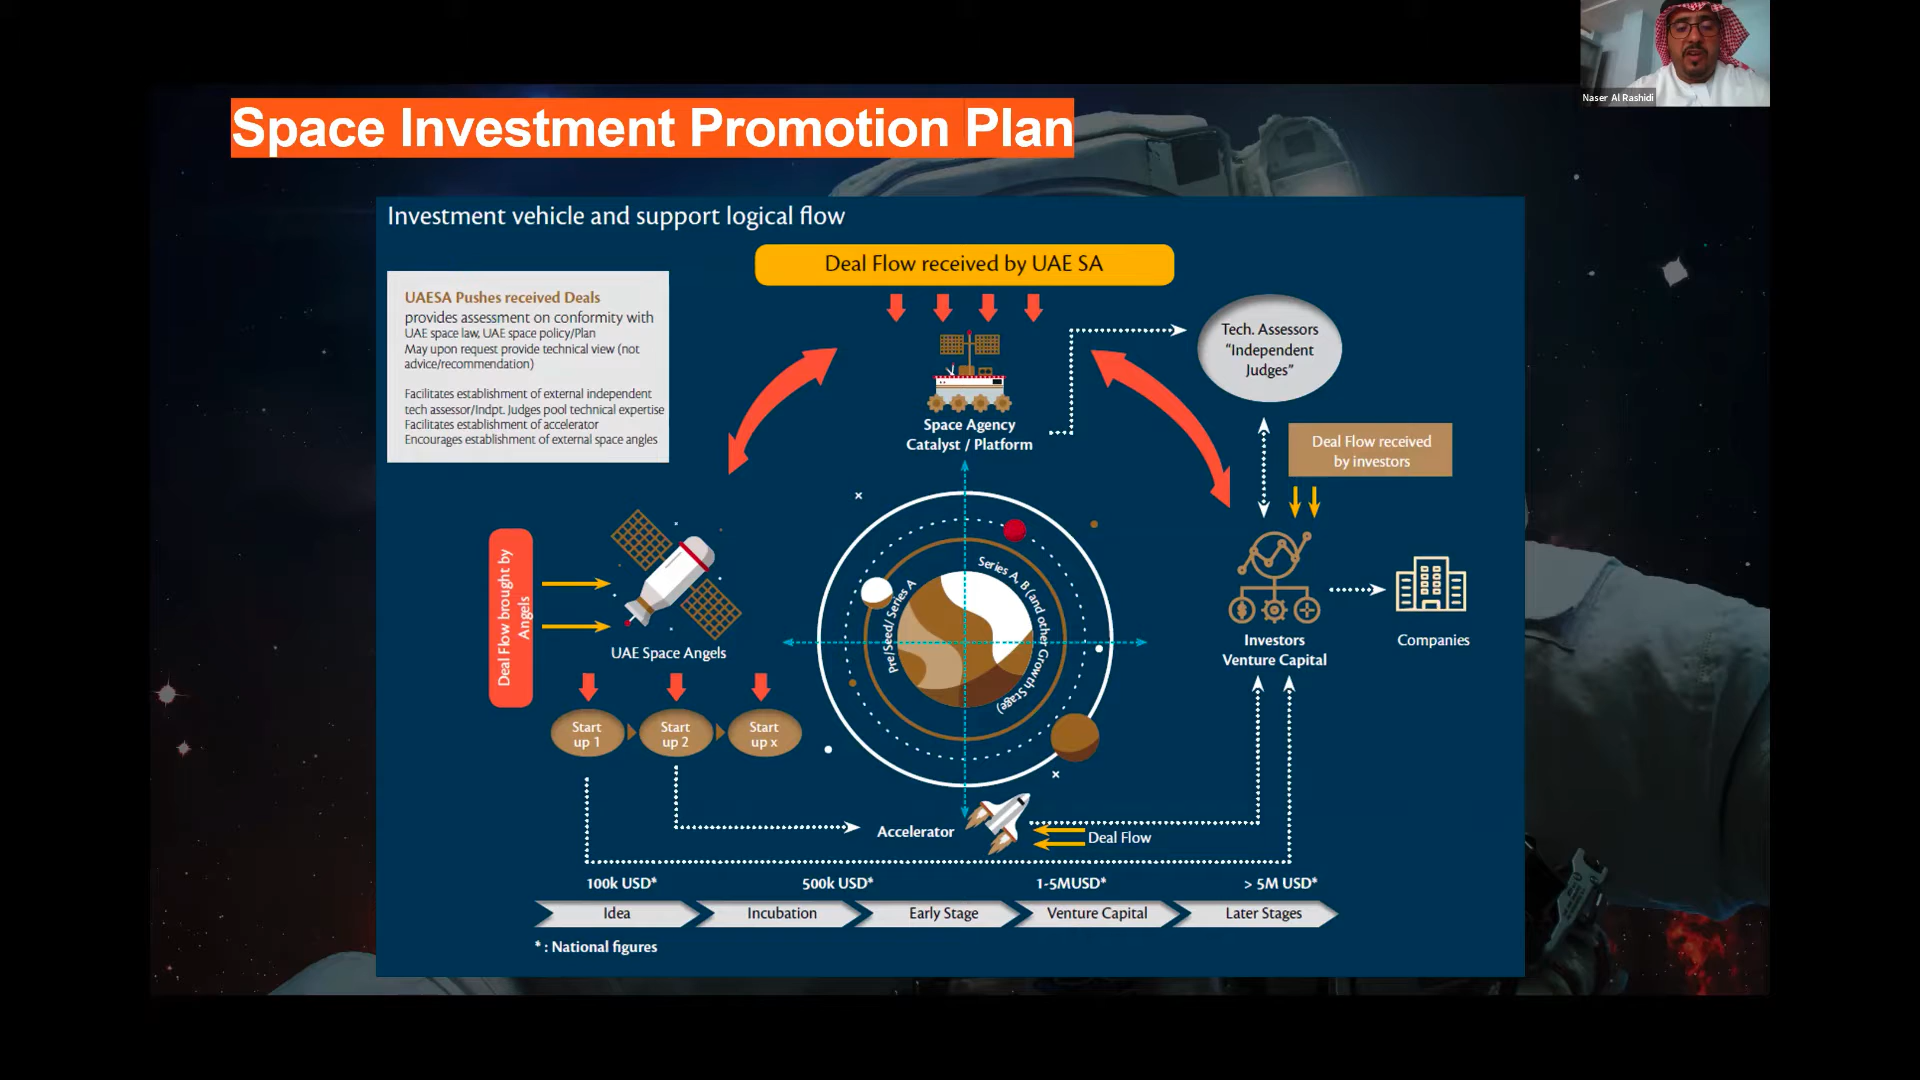 Naser Al Rashidi
Space Investment Promotion Plan
Investment vehicle and support logical flow
Deal Flow received by UAE SA
UAESA Pushes received Deals
provides assessment on conformity with
UAE space law, UAE space policy/Plan
May upon request provide technical view (not
advice/recommendation)
Facilitates establishment of external independent
tech assessor/Indpt. Judges pool technical expertise
Facilitates establishment of accelerator
Encourages establishment of external space angles
Tech. Assessors
“Independent
Judges”
Space Agency
Catalyst / Platform
Deal Flow received
by investors
Deal Flow brought by
Angels
UAE Space Angels
Pre/Seed/ Series A
Series A, B (and other Growth Stage)
Investors
Venture Capital
Companies
Start
up 1
Start
up 2
Start
up x
Accelerator
Deal Flow
100k USD*
500k USD*
1-5MUSD*
> 5M USD*
Idea
Incubation
Early Stage
Venture Capital
Later Stages
* : National figures